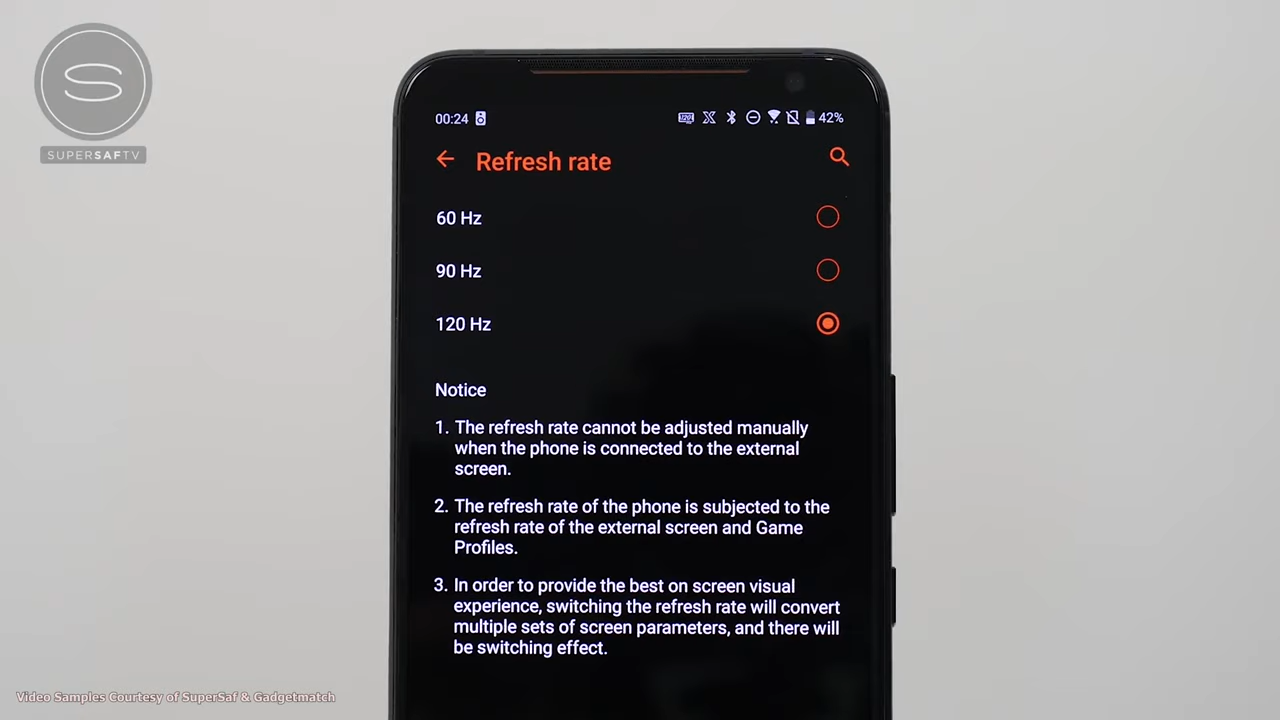 S
SUPERSAFTV
00:24
42%
Refresh rate
60 Hz
90 Hz
120 Hz
Notice
1. The refresh rate cannot be adjusted manually
when the phone is connected to the external
screen.
2. The refresh rate of the phone is subjected to the
refresh rate of the external screen and Game
Profiles.
3. In order to provide the best on screen visual
experience, switching the refresh rate will convert
multiple sets of screen parameters, and there will
be switching effect.
Video Samples Courtesy of SuperSaf & Gadgetmatch